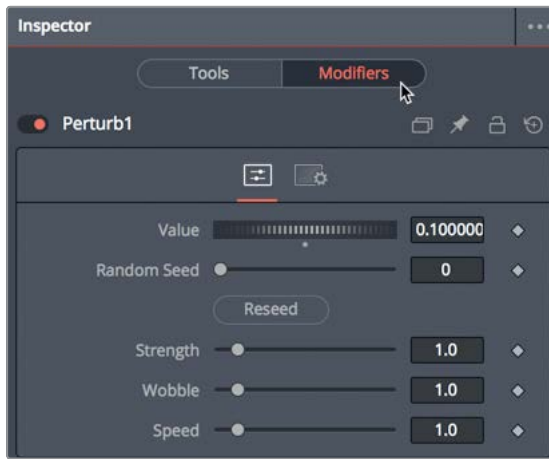 Inspector
Tools Modifiers
Perturb1
Value 0.100000
Random Seed 0
Reseed
Strength 1.0
Wobble 1.0
Speed 1.0